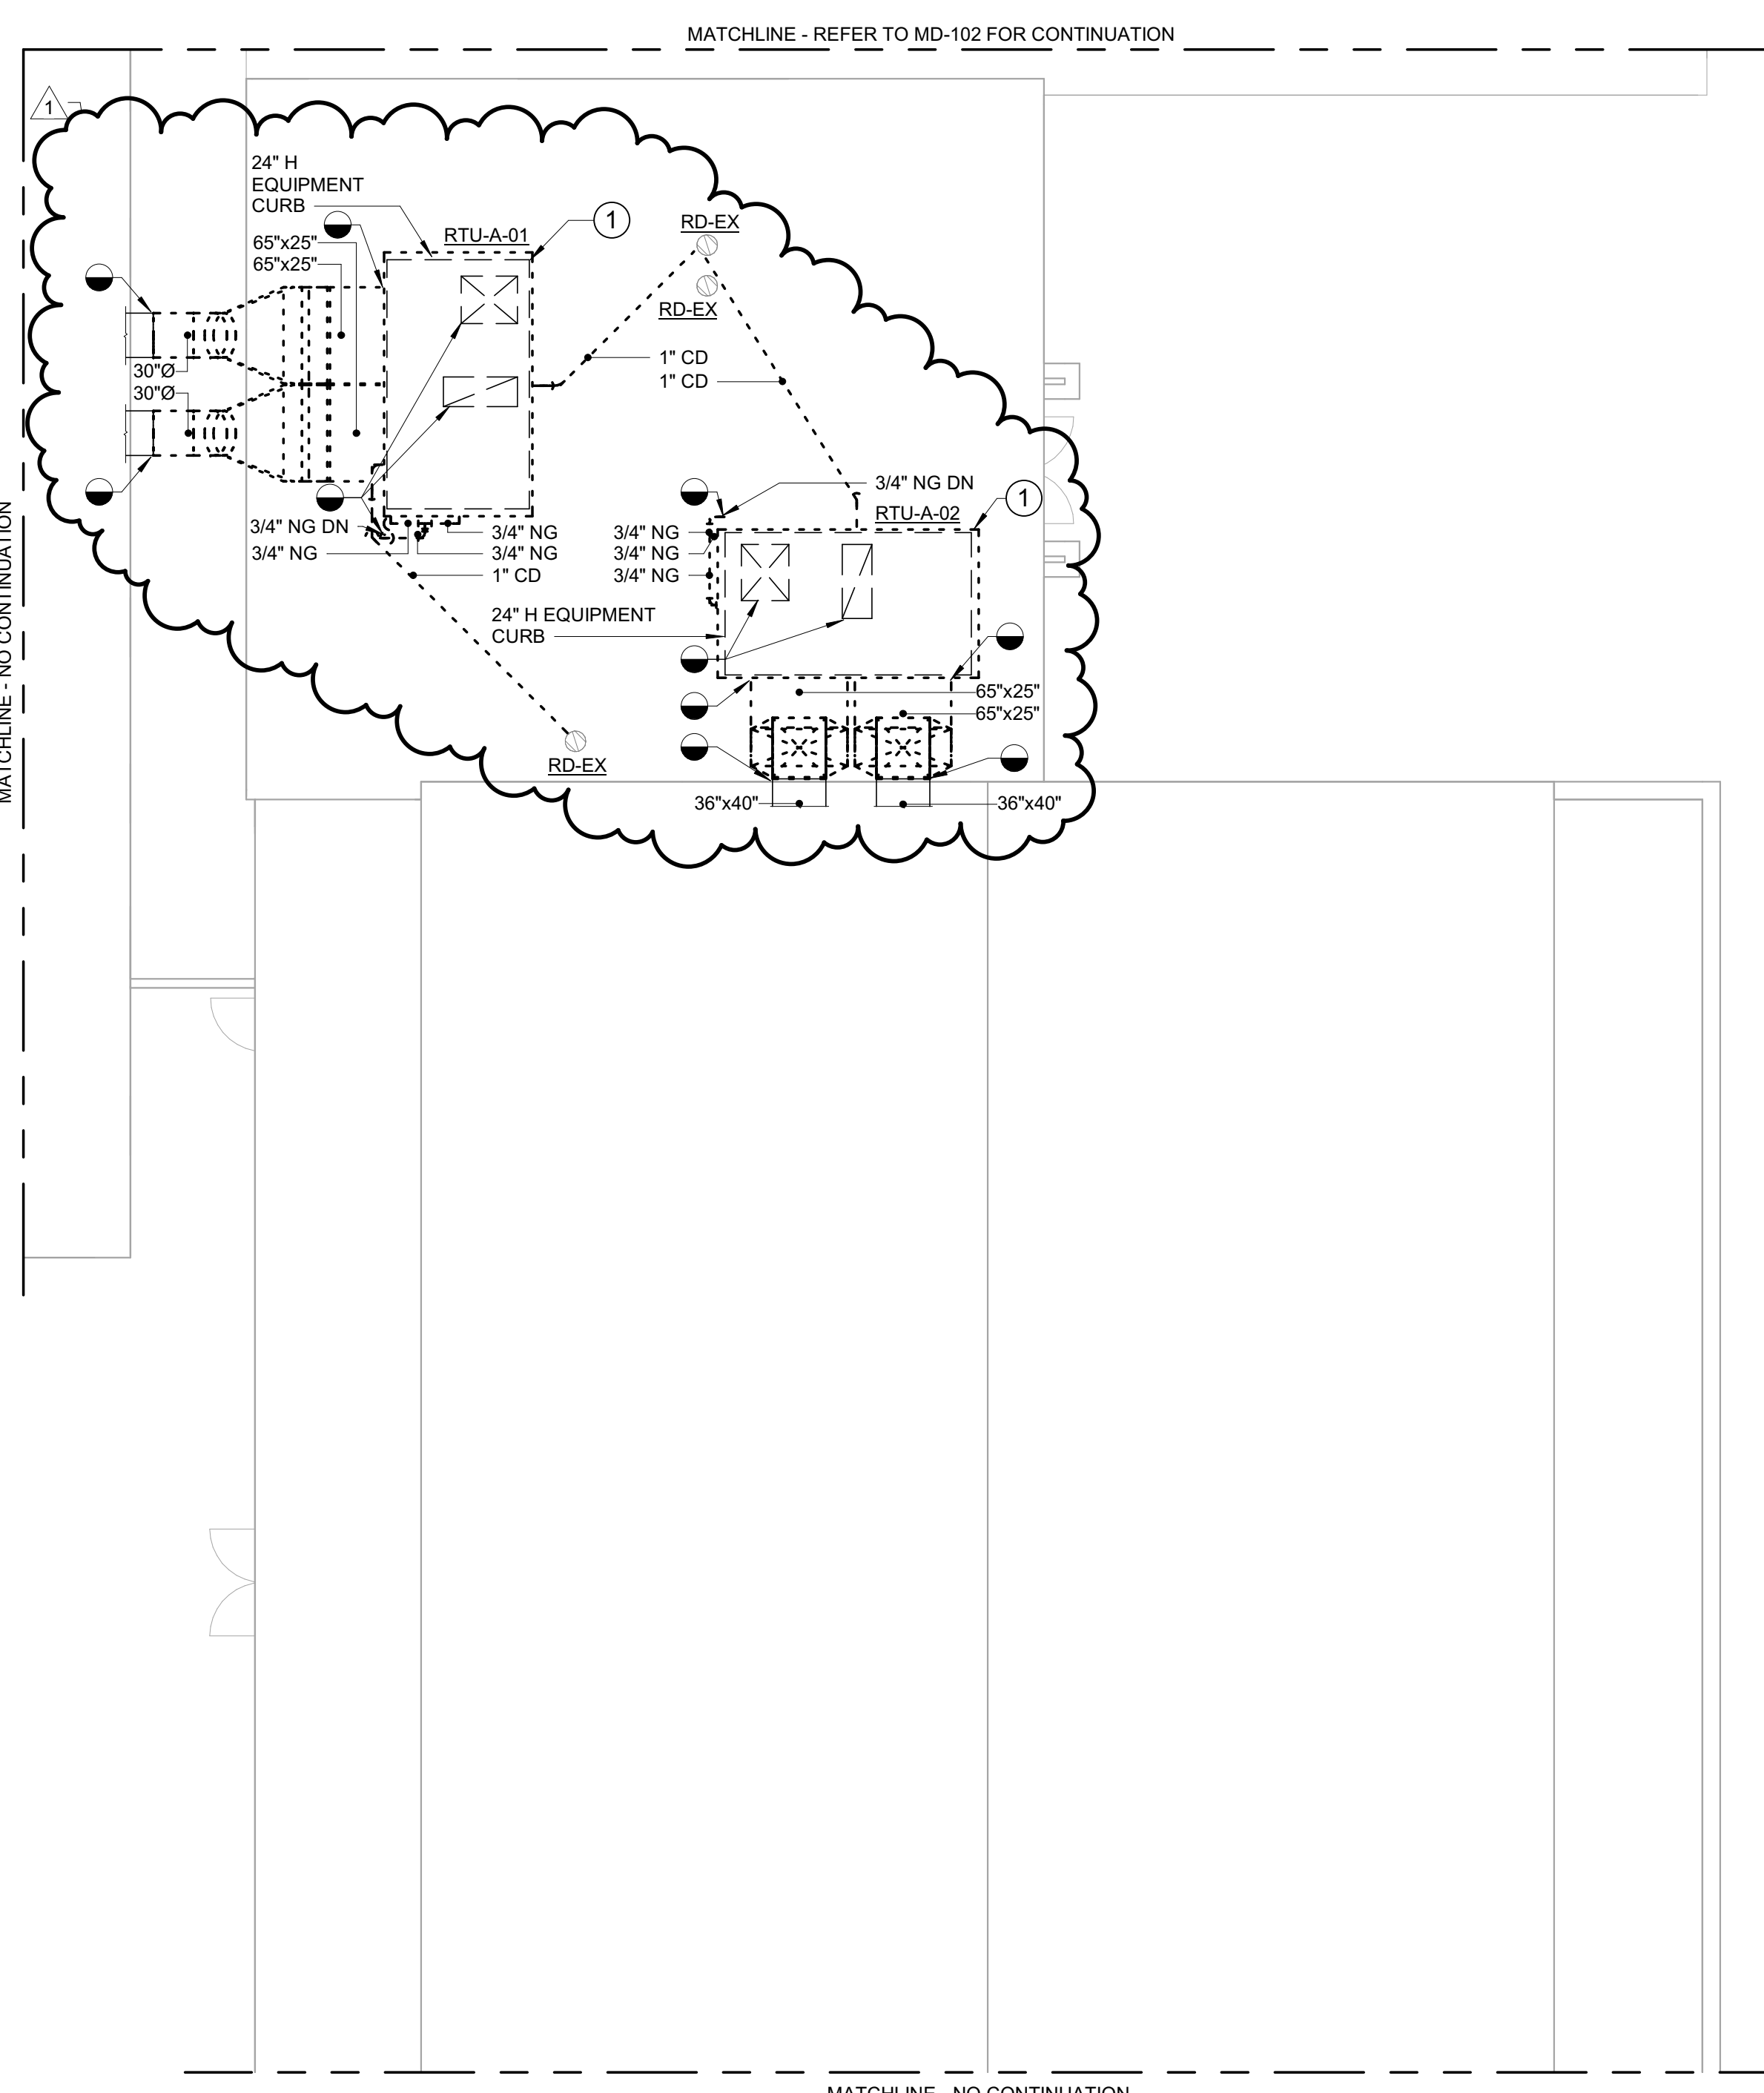 MATCHLINE - REFER TO MD-102 FOR CONTINUATION
1
24" H
EQUIPMENT
CURB
65"x25"
65"x25"
RTU-A-01
1
RD-EX
RD-EX
30"Ø
30"Ø
1" CD
1" CD
3/4" NG DN
3/4" NG
3/4" NG
3/4" NG
1" CD
3/4" NG DN
RTU-A-02
1
3/4" NG
3/4" NG
3/4" NG
24" H EQUIPMENT
CURB
65"x25"
65"x25"
RD-EX
36"x40"
36"x40"
MATCHLINE - NO CONTINUATION
MATCHLINE - NO CONTINUATION